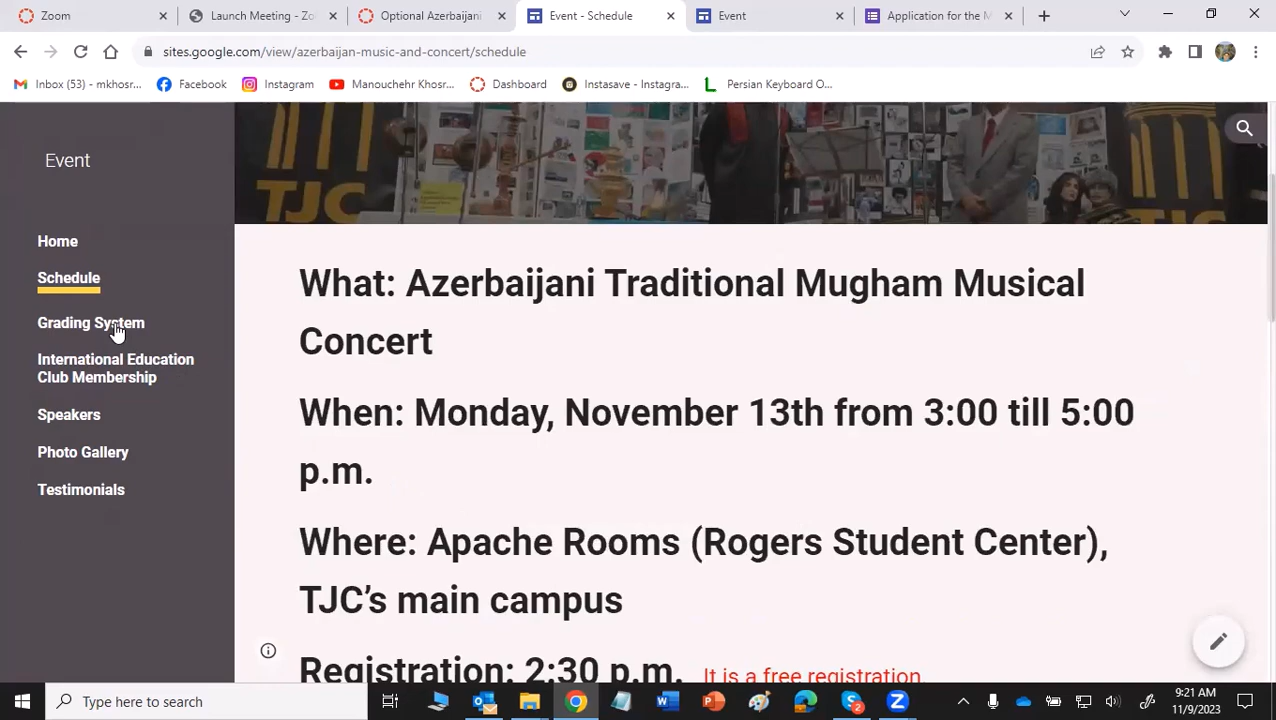 Zoom
Launch Meeting - Zo
Optional Azerbaijani
Event - Schedule
Event
Application for the M
sites.google.com/view/azerbaijan-music-and-concert/schedule
Inbox (53) - mkhosr...
Facebook
Instagram
Manouchehr Khosr...
Dashboard
Instasave - Instagra...
Persian Keyboard O...
Event
Home
Schedule
Grading System
International Education
Club Membership
Speakers
Photo Gallery
Testimonials
TJC
What: Azerbaijani Traditional Mugham Musical
Concert
When: Monday, November 13th from 3:00 till 5:00
p.m.
Where: Apache Rooms (Rogers Student Center),
TJC’s main campus
Registration: 2:30 p.m. It is a free registration
Type here to search
9:21 AM
11/9/2023